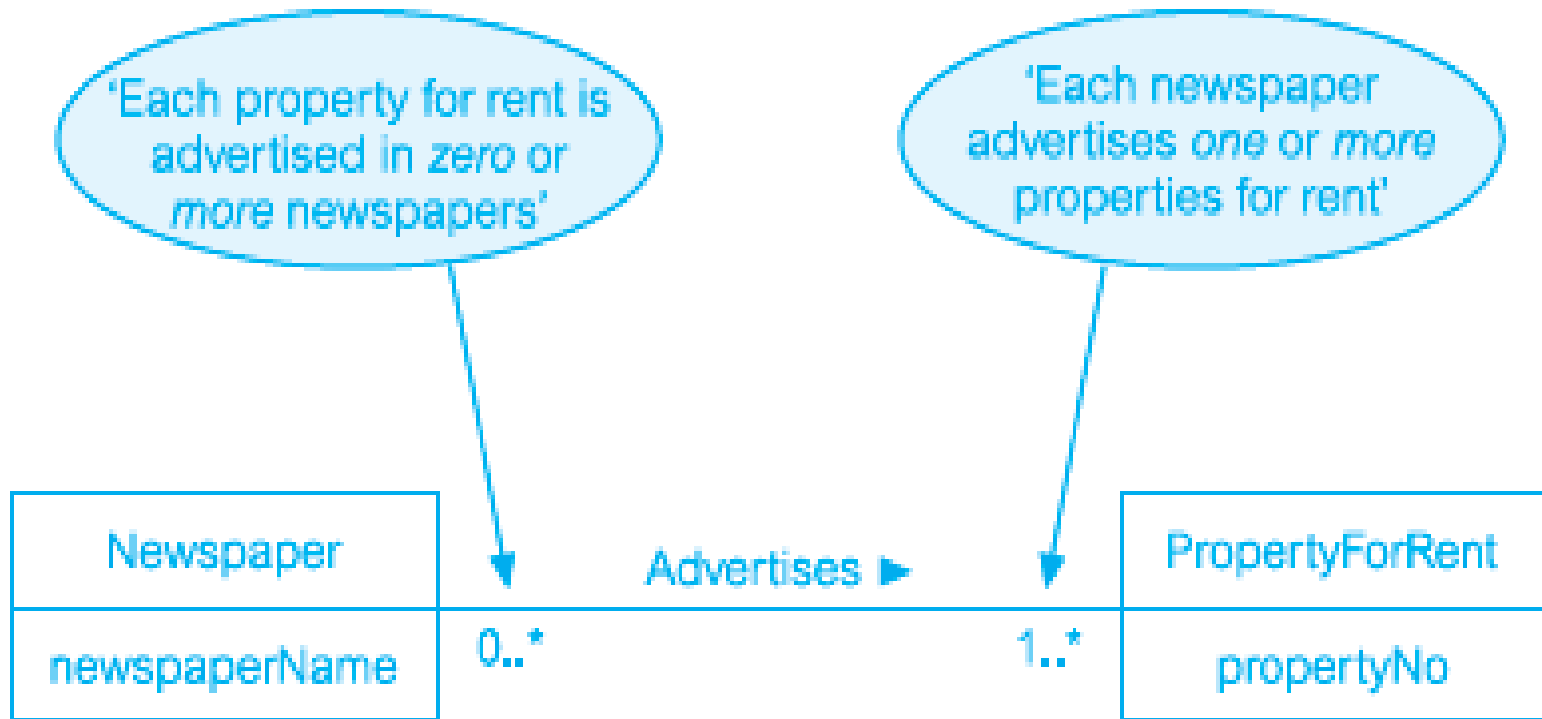 ‘Each property for rent is
advertised in zero or
more newspapers’
‘Each newspaper
advertises one or more
properties for rent’
Newspaper
Advertises ►
PropertyForRent
newspaperName
0..*
1..*
propertyNo